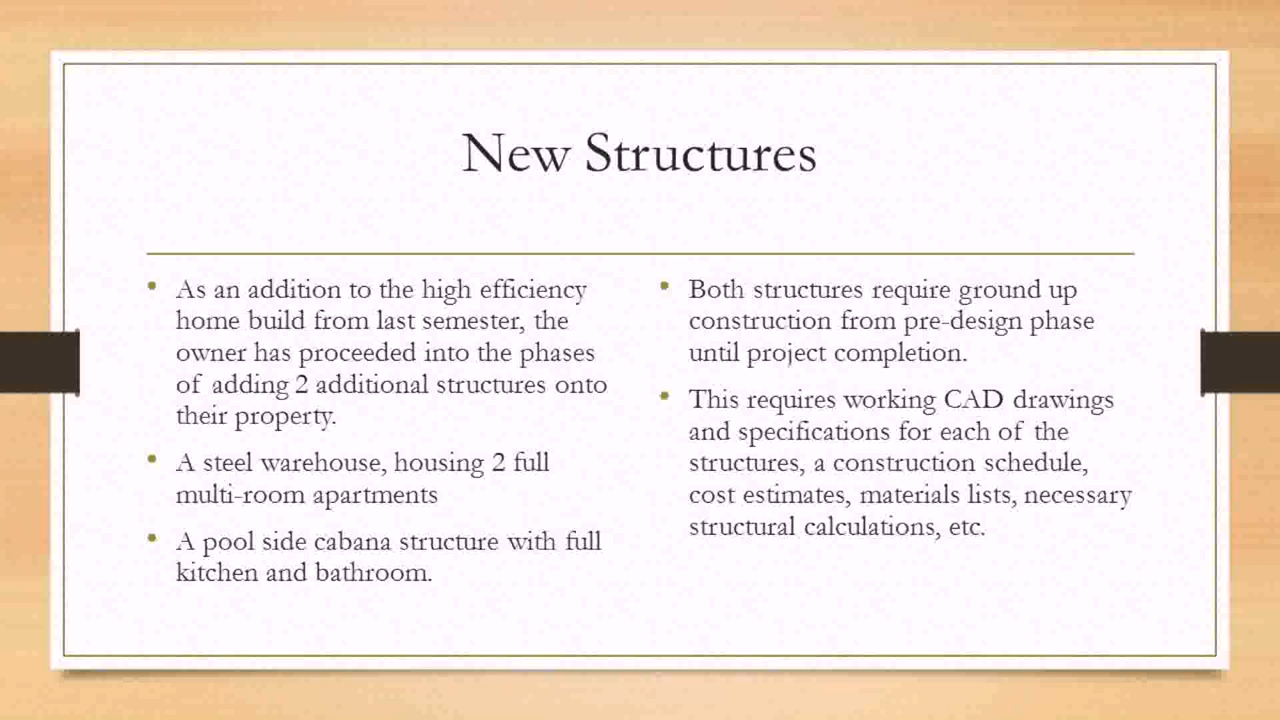 New Structures
• As an addition to the high efficiency
home build from last semester, the
owner has proceeded into the phases
of adding 2 additional structures onto
their property.
• A steel warehouse, housing 2 full
multi-room apartments
• A pool side cabana structure with full
kitchen and bathroom.
• Both structures require ground up
construction from pre-design phase
until project completion.
• This requires working CAD drawings
and specifications for each of the
structures, a construction schedule,
cost estimates, materials lists, necessary
structural calculations, etc.